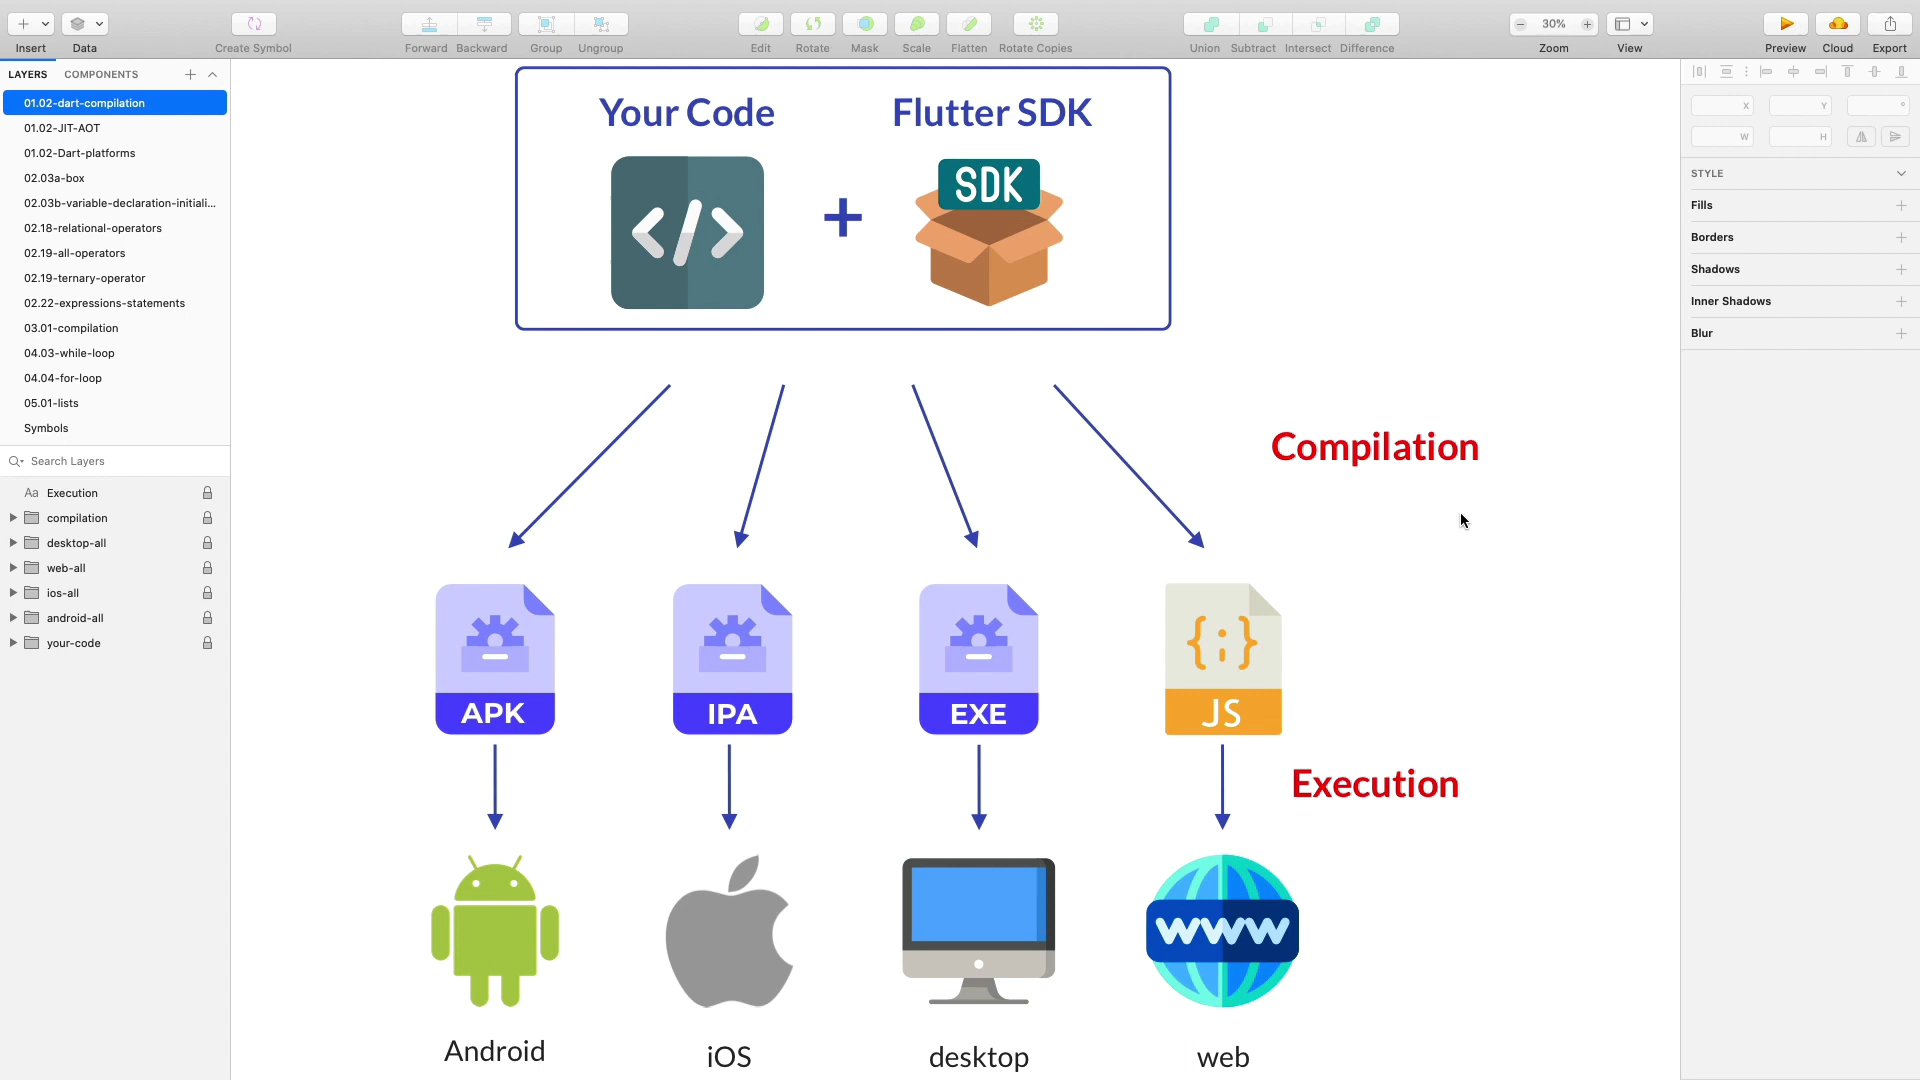 Insert
Data
Create Symbol
Forward
Backward
Group
Ungroup
Edit
Rotate
Mask
Scale
Flatten
Rotate Copies
Union
Subtract
Intersect
Difference
30%
Zoom
View
Preview
Cloud
Export
LAYERS
COMPONENTS
01.02-dart-compilation
01.02-JIT-AOT
01.02-Dart-platforms
02.03a-box
02.03b-variable-declaration-initiali...
02.18-relational-operators
02.19-all-operators
02.19-ternary-operator
02.22-expressions-statements
03.01-compilation
04.03-while-loop
04.04-for-loop
05.01-lists
Symbols
Search Layers
Aa Execution
compilation
desktop-all
web-all
ios-all
android-all
your-code
Your Code
Flutter SDK
</>
+
SDK
Compilation
APK
IPA
EXE
{;}
JS
Execution
www
Android
iOS
desktop
web
X
Y
°
W
H
STYLE
Fills
Borders
Shadows
Inner Shadows
Blur